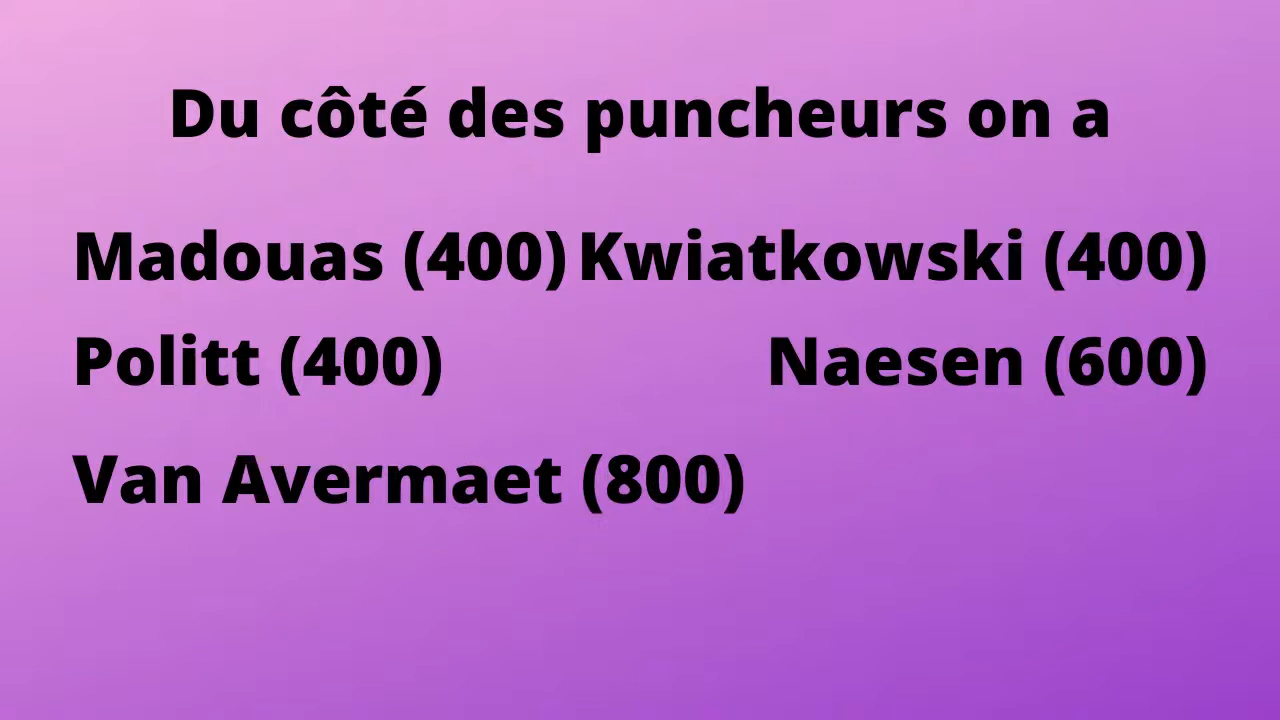 Du côté des puncheurs on a
Madouas (400) Kwiatkowski (400)
Politt (400) Naesen (600)
Van Avermaet (800)